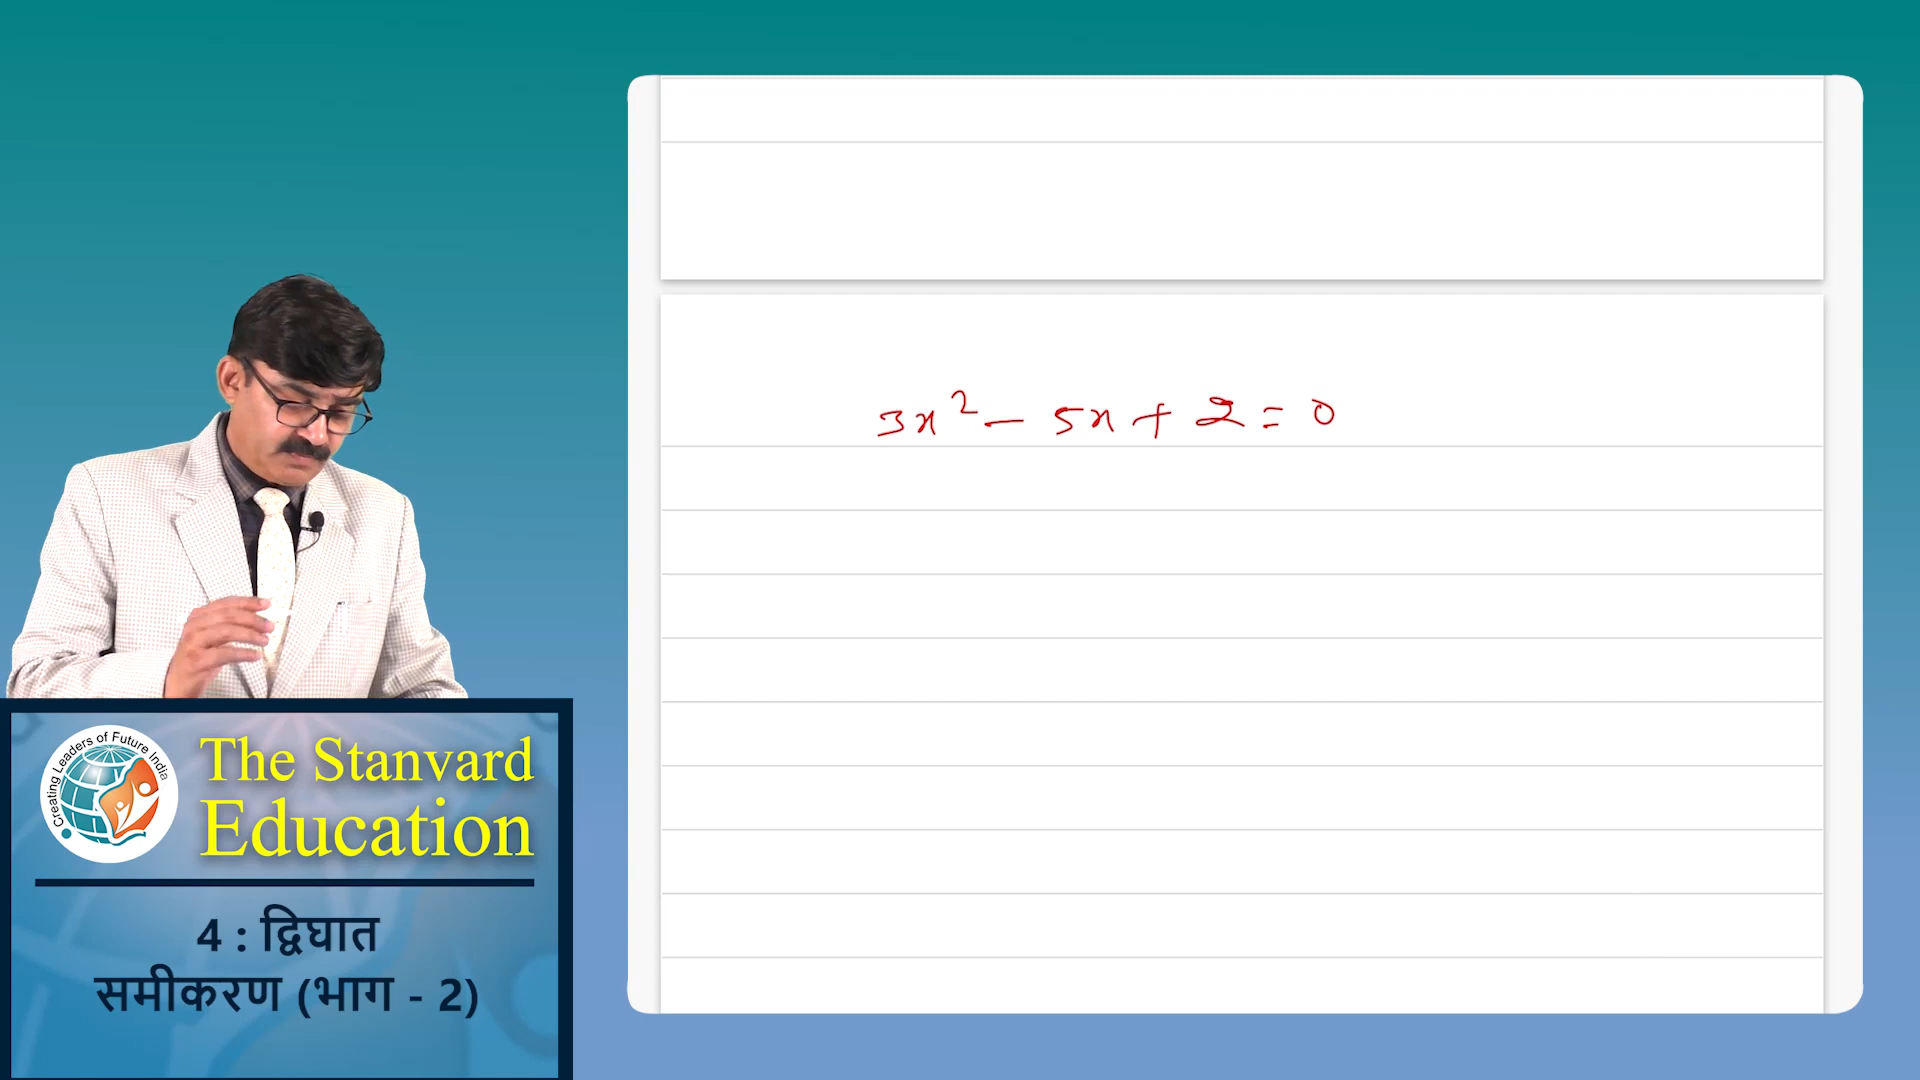 3x² - 5x + 2 = 0
Creating Leaders of Future India
The Stanvard
Education
4 : द्विघात
समीकरण (भाग - 2)